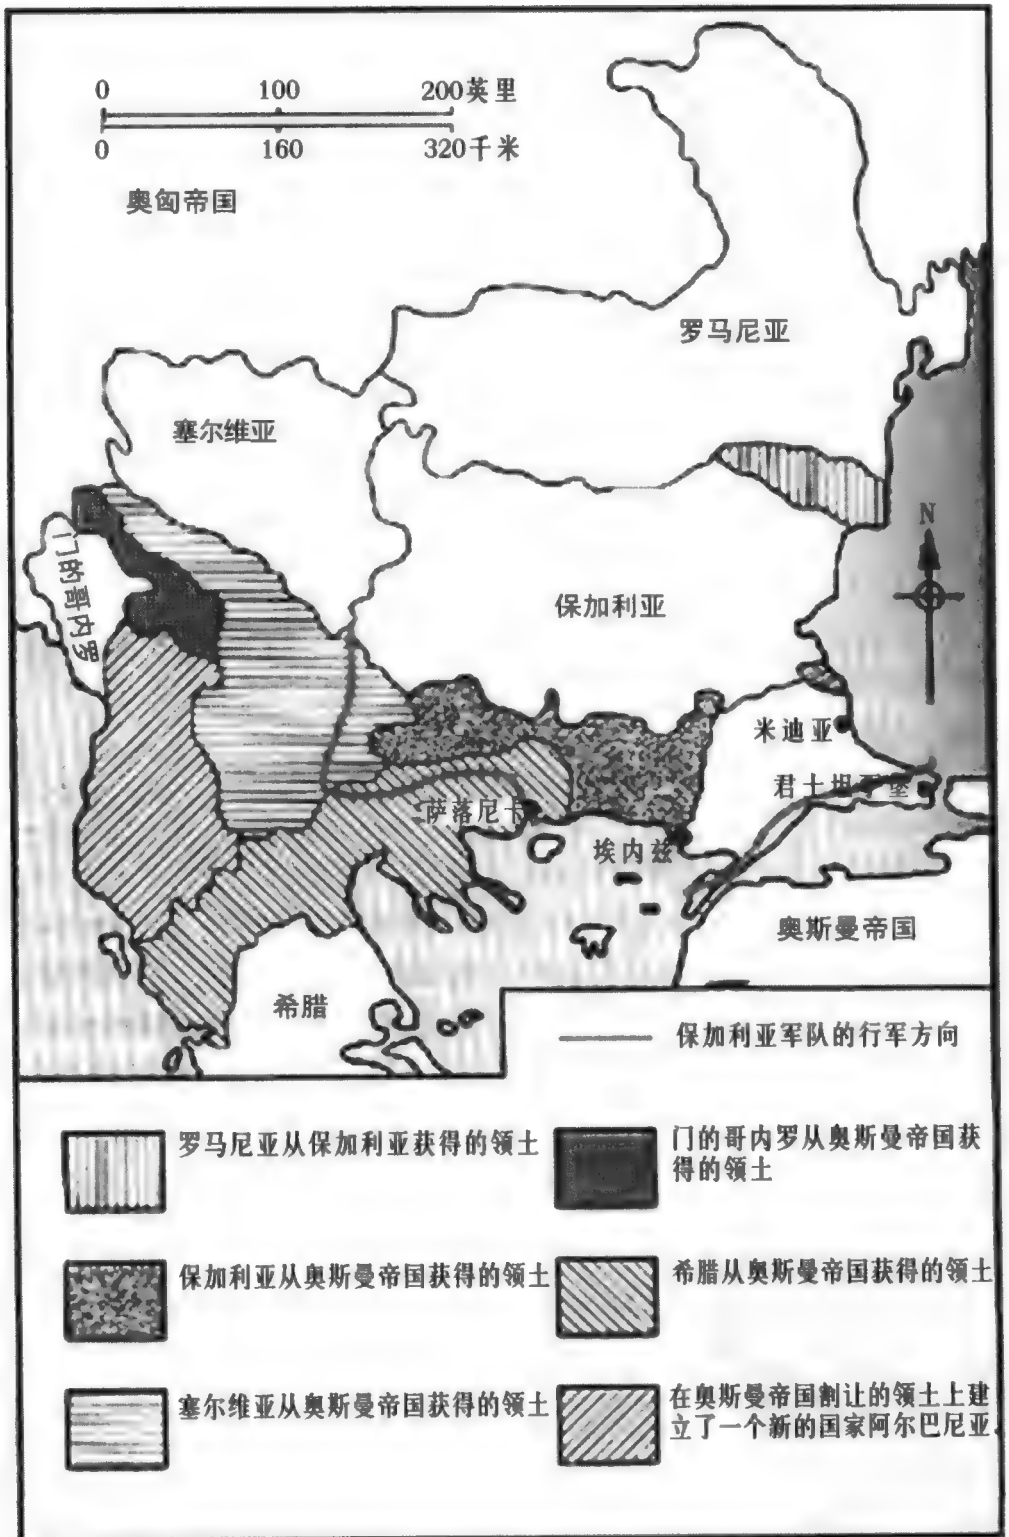 0 100 200英里
0 160 320千米
奥匈帝国
罗马尼亚
塞尔维亚
N
门的哥内罗
保加利亚
米迪亚
君士坦丁堡
萨落尼卡
埃内兹
奥斯曼帝国
希腊
保加利亚军队的行军方向
罗马尼亚从保加利亚获得的领土
门的哥内罗从奥斯曼帝国获
得的领土
保加利亚从奥斯曼帝国获得的领土
希腊从奥斯曼帝国获得的领土
塞尔维亚从奥斯曼帝国获得的领土
在奥斯曼帝国割让的领土上建
立了一个新的国家阿尔巴尼亚.